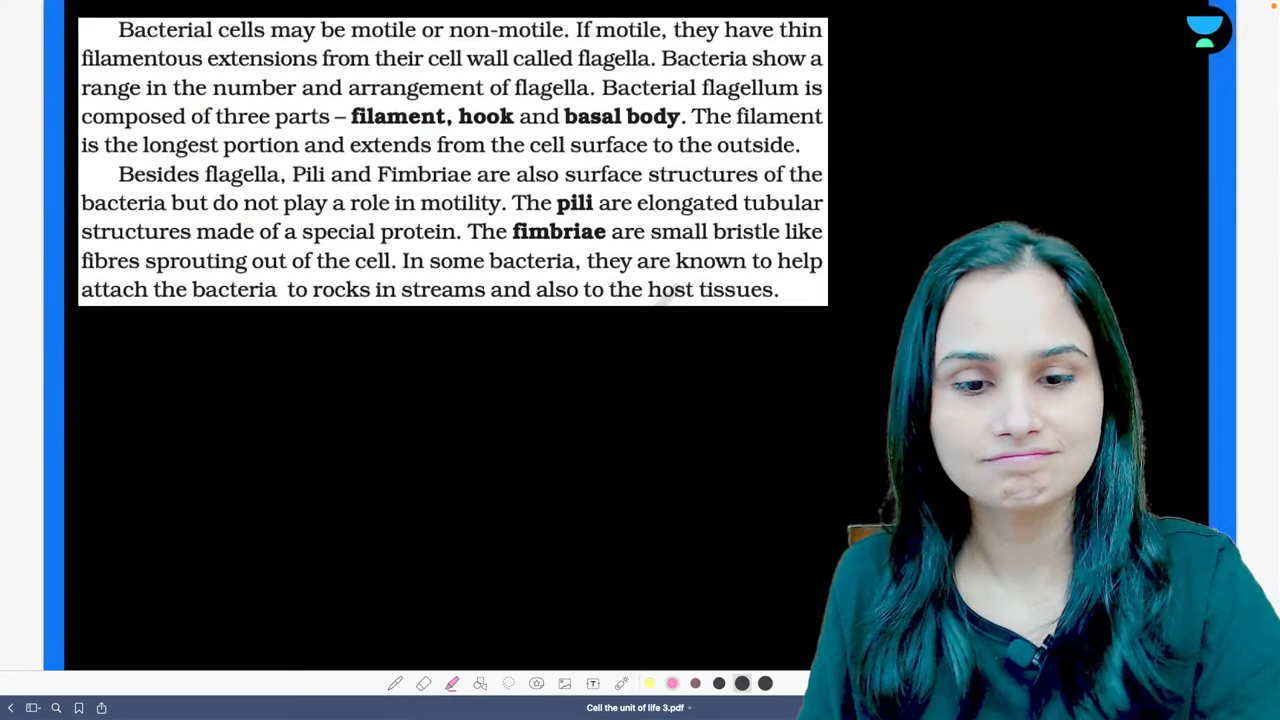 Bacterial cells may be motile or non-motile. If motile, they have thin
filamentous extensions from their cell wall called flagella. Bacteria show a
range in the number and arrangement of flagella. Bacterial flagellum is
composed of three parts – filament, hook and basal body. The filament
is the longest portion and extends from the cell surface to the outside.
Besides flagella, Pili and Fimbriae are also surface structures of the
bacteria but do not play a role in motility. The pili are elongated tubular
structures made of a special protein. The fimbriae are small bristle like
fibres sprouting out of the cell. In some bacteria, they are known to help
attach the bacteria to rocks in streams and also to the host tissues.
Cell the unit of life 3.pdf